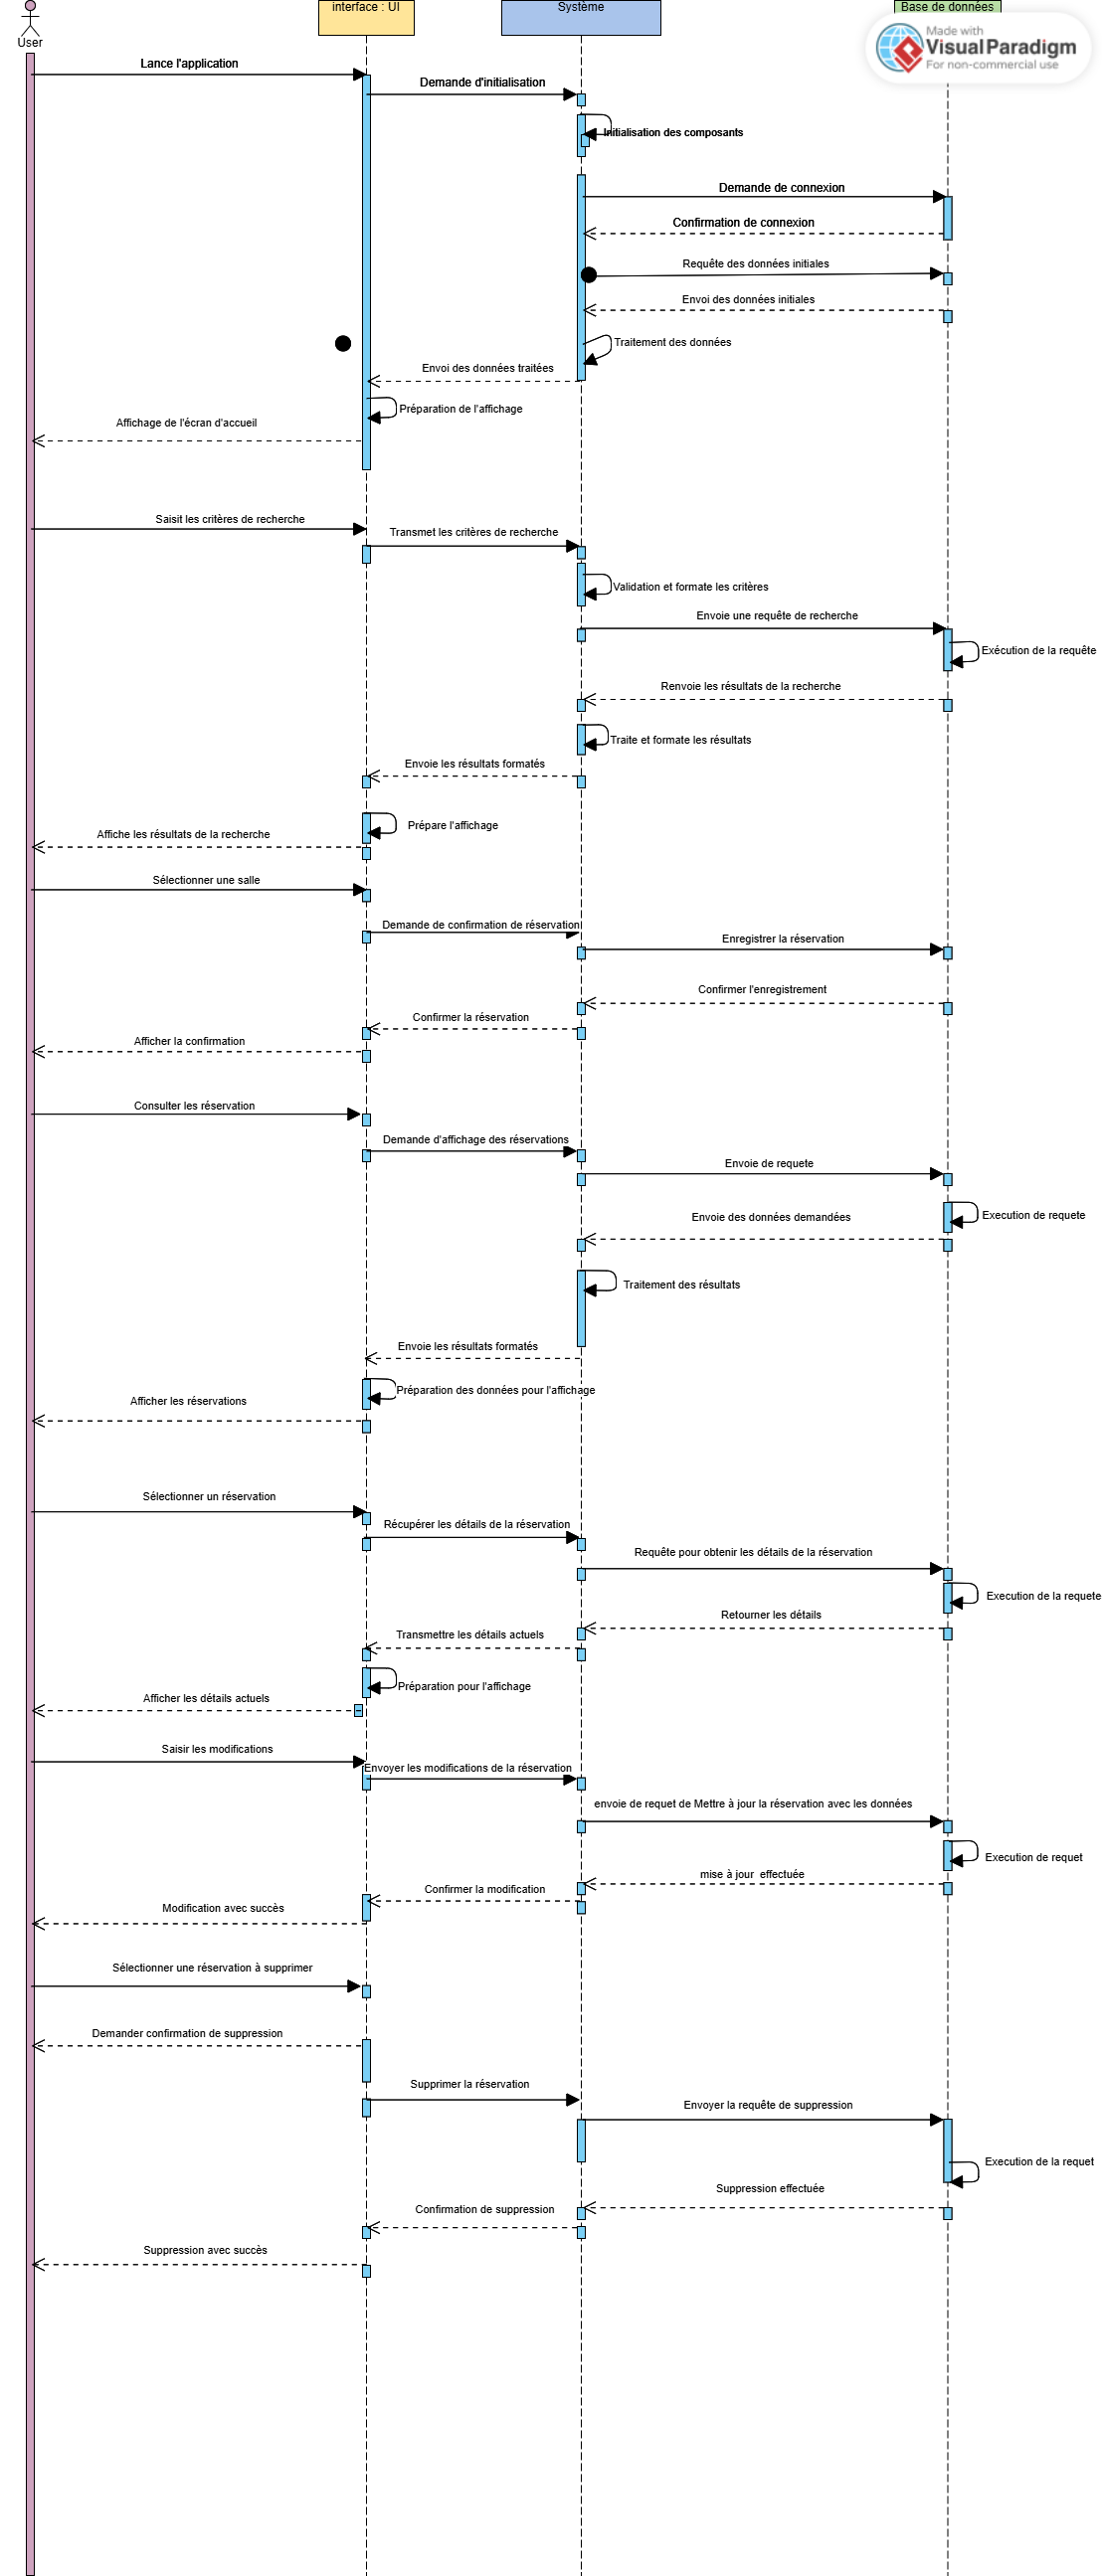 interface : UI
Système
Base de données
User
Made with
VisualParadigm
For non-commercial use
Lance l'application
Demande d'initialisation
Initialisation des composants
Demande de connexion
Confirmation de connexion
Requête des données initiales
Envoi des données initiales
Traitement des données
Envoi des données traitées
Préparation de l'affichage
Affichage de l'écran d'accueil
Saisit les critères de recherche
Transmet les critères de recherche
Validation et formate les critères
Envoie une requête de recherche
Exécution de la requête
Renvoie les résultats de la recherche
Traite et formate les résultats
Envoie les résultats formatés
Prépare l'affichage
Affiche les résultats de la recherche
Sélectionner une salle
Demande de confirmation de réservation
Enregistrer la réservation
Confirmer l'enregistrement
Confirmer la réservation
Afficher la confirmation
Consulter les réservation
Demande d'affichage des réservations
Envoie de requete
Execution de requete
Envoie des données demandées
Traitement des résultats
Envoie les résultats formatés
Préparation des données pour l'affichage
Afficher les réservations
Sélectionner un réservation
Récupérer les détails de la réservation
Requête pour obtenir les détails de la réservation
Execution de la requete
Retourner les détails
Transmettre les détails actuels
Préparation pour l'affichage
Afficher les détails actuels
Saisir les modifications
Envoyer les modifications de la réservation
envoie de requet de Mettre à jour la réservation avec les données
Execution de requet
mise à jour  effectuée
Confirmer la modification
Modification avec succès
Sélectionner une réservation à supprimer
Demander confirmation de suppression
Supprimer la réservation
Envoyer la requête de suppression
Execution de la requet
Suppression effectuée
Confirmation de suppression
Suppression avec succès